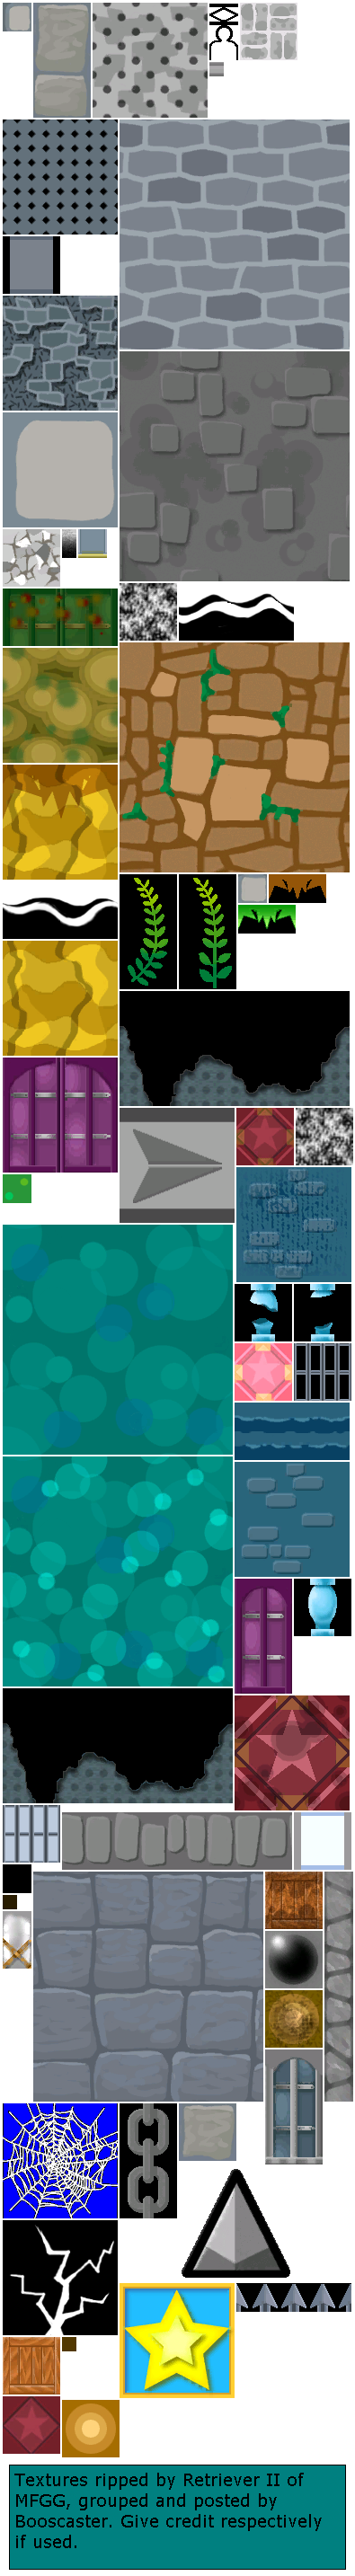 Textures ripped by Retriever II of
MFGG, grouped and posted by
Booscaster. Give credit respectively
if used.